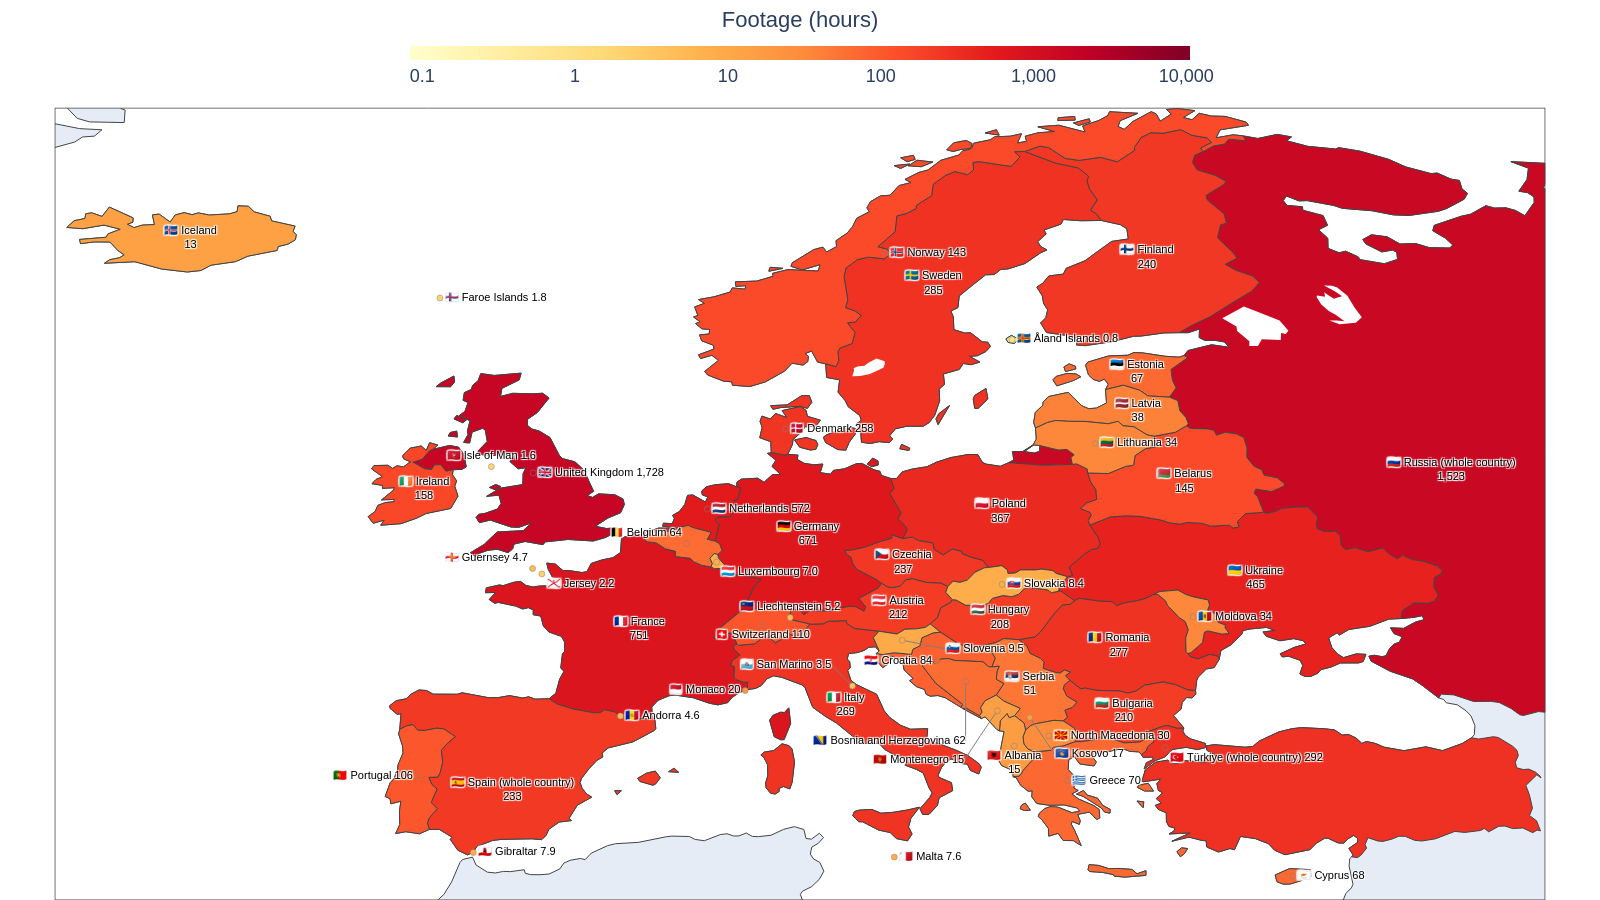 Footage (hours)
0.1 1 10 100 1,000 10,000
Iceland
13
Norway 143
Finland
240
Sweden
285
Faroe Islands 1.8
Åland Islands 0.8
Estonia
67
Latvia
38
Denmark 258
Lithuania 34
Isle of Man 1.6
United Kingdom 1,728
Russia (whole country)
1,523
Ireland
158
Belarus
145
Poland
367
Netherlands 572
Germany
671
Belgium 64
Guernsey 4.7
Czechia
237
Luxembourg 7.0
Ukraine
465
Jersey 2.2
Slovakia 8.4
Liechtenstein 5.2
Austria
212
Hungary
208
Moldova 34
France
751
Switzerland 110
Romania
277
Slovenia 9.5
Croatia 84
San Marino 3.5
Serbia
51
Monaco 20
Italy
269
Bulgaria
210
Andorra 4.6
Bosnia and Herzegovina 62
North Macedonia 30
Montenegro 15
Albania
15
Kosovo 17
Türkiye (whole country) 292
Portugal 106
Spain (whole country)
233
Greece 70
Gibraltar 7.9
Malta 7.6
Cyprus 68